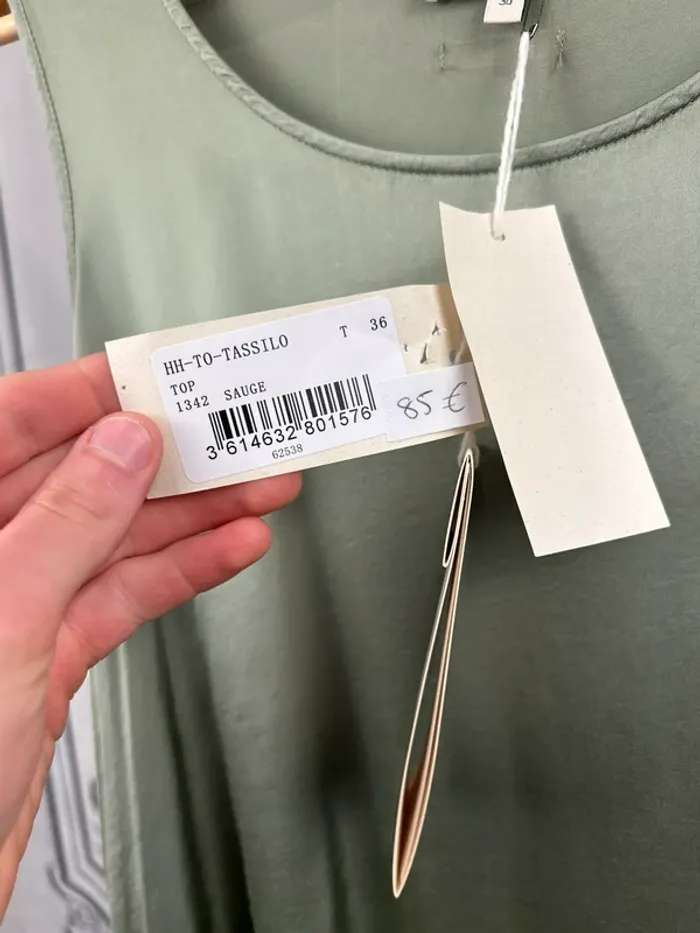 HH-TO-TASSILO T 36
TOP
1342 SAUGE
3 614632 801576
62538
85 €